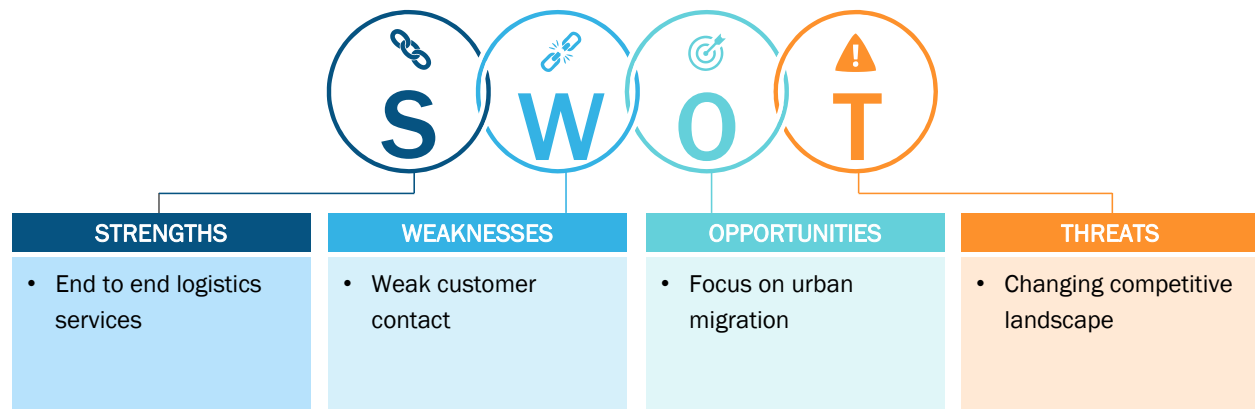 S W O T
STRENGTHS
• End to end logistics
services
WEAKNESSES
• Weak customer
contact
OPPORTUNITIES
• Focus on urban
migration
THREATS
• Changing competitive
landscape